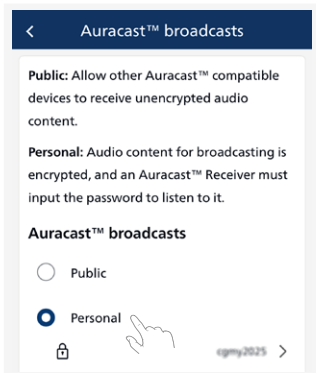 Auracast™ broadcasts
Public: Allow other Auracast™ compatible
devices to receive unencrypted audio
content.
Personal: Audio content for broadcasting is
encrypted, and an Auracast™ Receiver must
input the password to listen to it.
Auracast™ broadcasts
Public
Personal